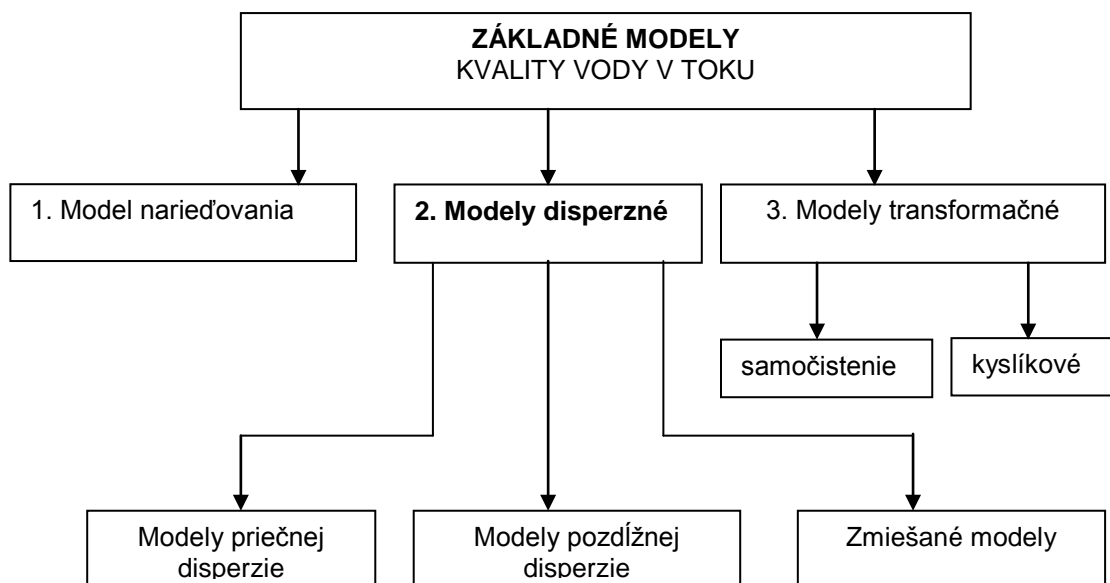 ZÁKLADNÉ MODELY
KVALITY VODY V TOKU
1. Model narieďovania
2. Modely disperzné
3. Modely transformačné
samočistenie
kyslíkové
Modely priečnej
disperzie
Modely pozdĺžnej
disperzie
Zmiešané modely